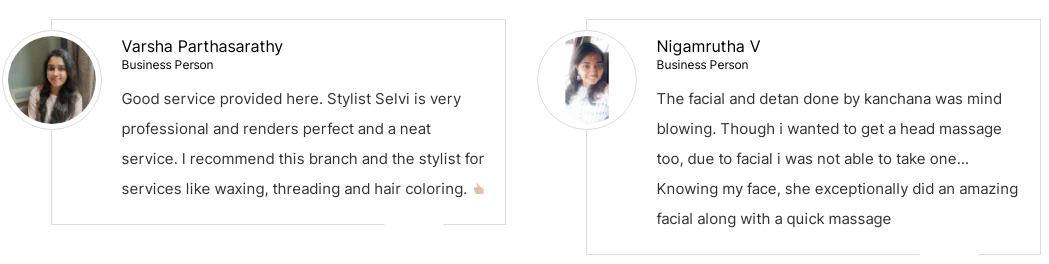 Varsha Parthasarathy
Business Person
Good service provided here. Stylist Selvi is very
professional and renders perfect and a neat
service. I recommend this branch and the stylist for
services like waxing, threading and hair coloring. 👍🏼
Nigamrutha V
Business Person
The facial and detan done by kanchana was mind
blowing. Though i wanted to get a head massage
too, due to facial i was not able to take one...
Knowing my face, she exceptionally did an amazing
facial along with a quick massage